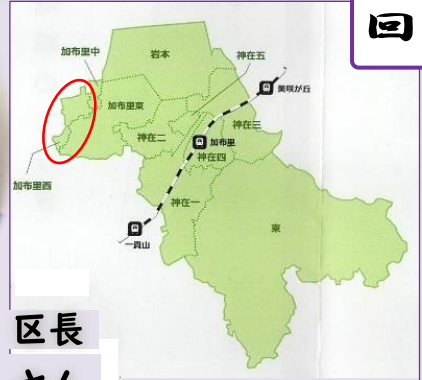 回
加布里中
岩本
神在五
美咲が丘
加布里東
神在二
神在三
加布里
神在四
加布里西
神在一
東
一貴山
区長
さん